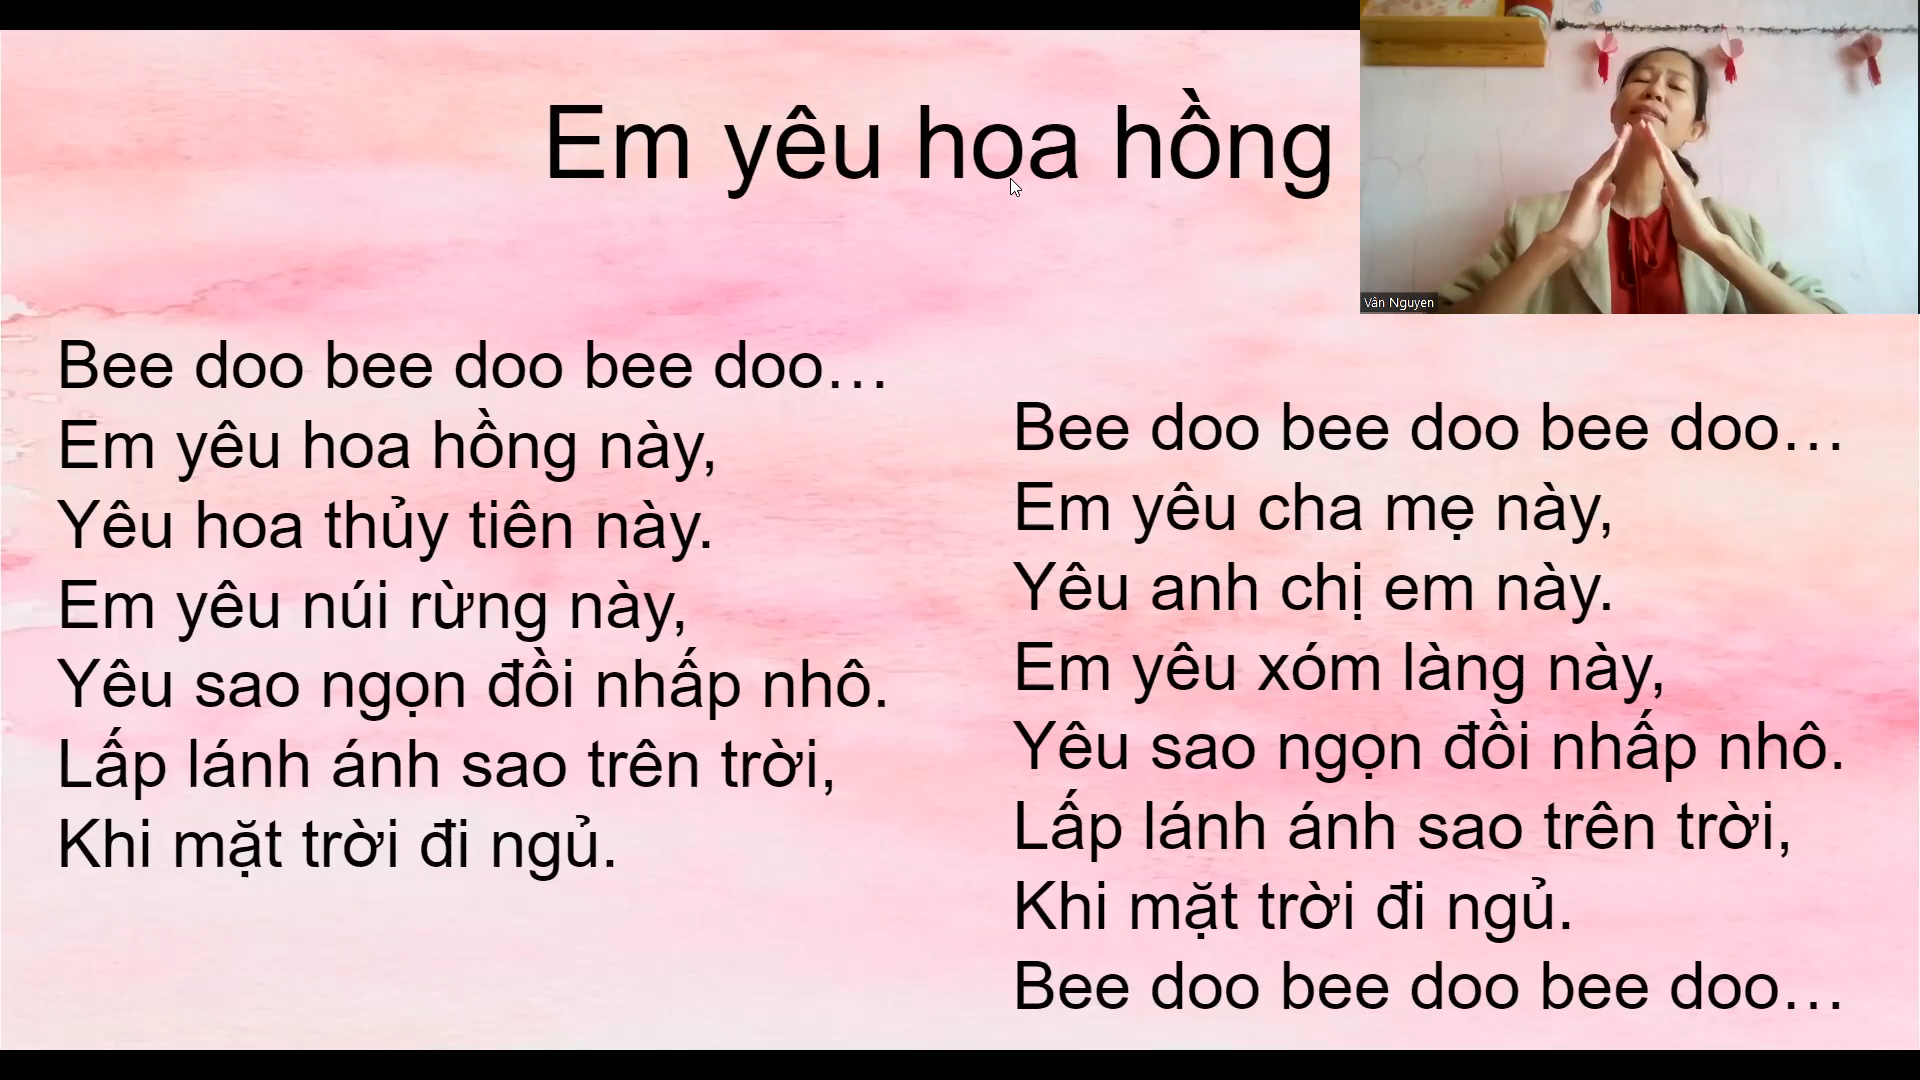 Em yêu hoa hồng
Vân Nguyen
Bee doo bee doo bee doo…
Em yêu hoa hồng này,
Yêu hoa thủy tiên này.
Em yêu núi rừng này,
Yêu sao ngọn đồi nhấp nhô.
Lấp lánh ánh sao trên trời,
Khi mặt trời đi ngủ.
Bee doo bee doo bee doo…
Em yêu cha mẹ này,
Yêu anh chị em này.
Em yêu xóm làng này,
Yêu sao ngọn đồi nhấp nhô.
Lấp lánh ánh sao trên trời,
Khi mặt trời đi ngủ.
Bee doo bee doo bee doo…